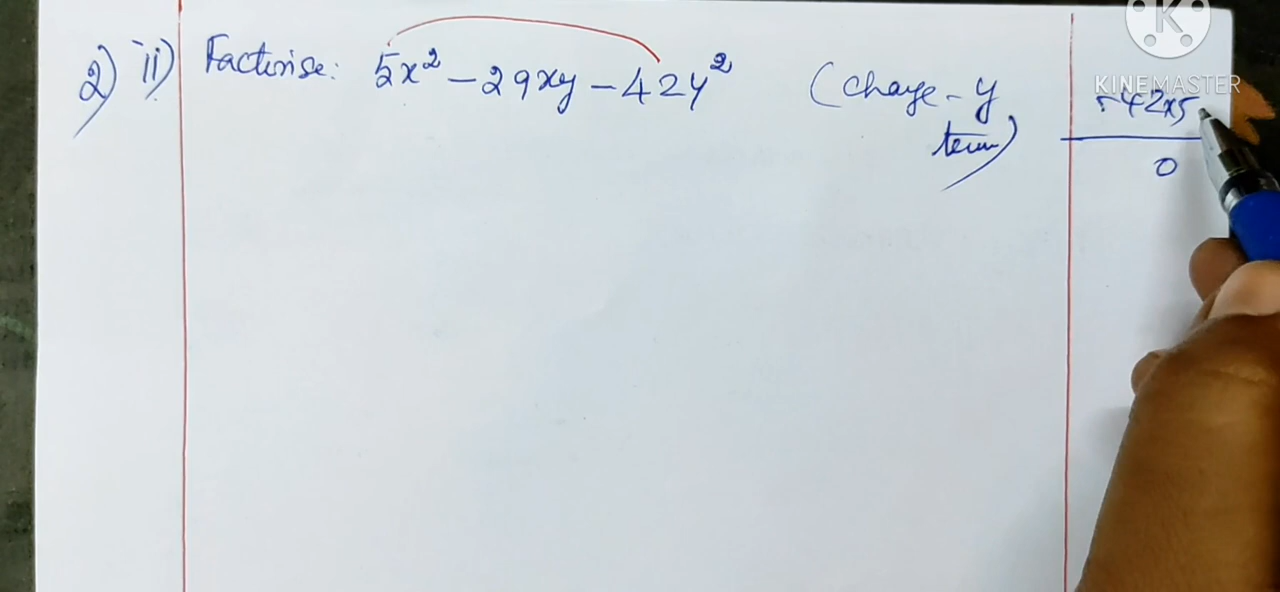 2) ii) Factorise: 5x² - 29xy - 42y² (Change - y
term)
-42x5
0
K
KINEMASTER